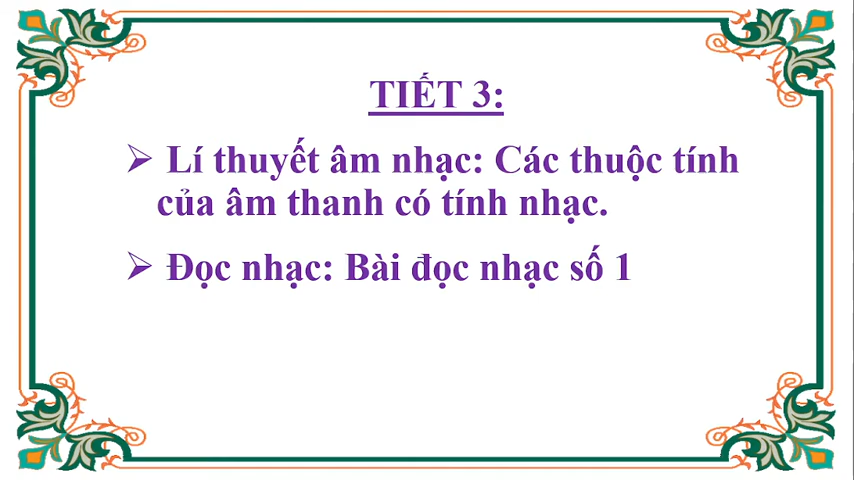 TIẾT 3:
➢ Lí thuyết âm nhạc: Các thuộc tính
của âm thanh có tính nhạc.
➢ Đọc nhạc: Bài đọc nhạc số 1